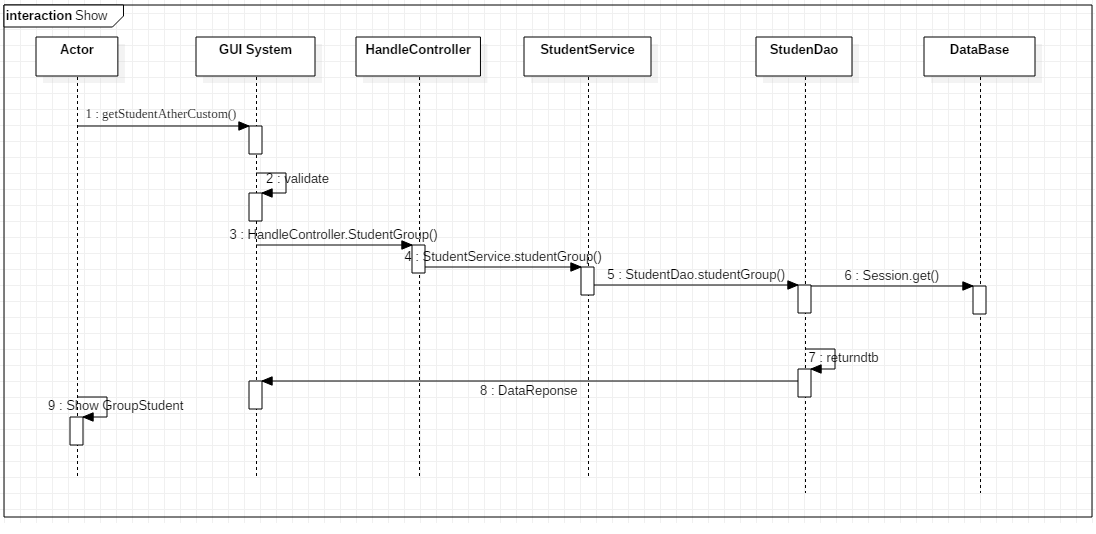 interaction Show
Actor
GUI System
HandleController
StudentService
StudenDao
DataBase
1 : getStudentAtherCustom()
2 : validate
3 : HandleController.StudentGroup()
4 : StudentService.studentGroup()
5 : StudentDao.studentGroup()
6 : Session.get()
7 : returndtb
8 : DataReponse
9 : Show GroupStudent